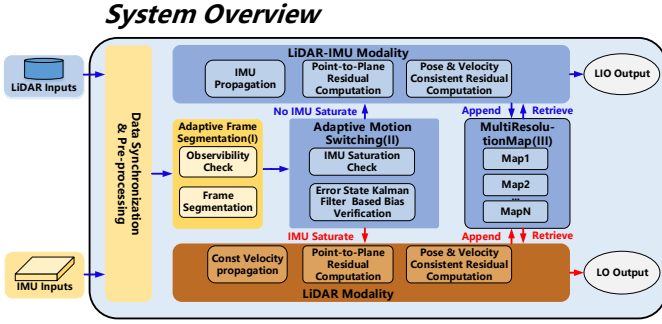 System Overview
LiDAR Inputs
IMU Inputs
Data Synchronization
& Pre-processing
LiDAR-IMU Modality
IMU
Propagation
Point-to-Plane
Residual
Computation
Pose & Velocity
Consistent Residual
Computation
LIO Output
No IMU Saturate
Append
Retrieve
Adaptive Frame
Segmentation(I)
Observibility
Check
Frame
Segmentation
Adaptive Motion
Switching(II)
IMU Saturation
Check
Error State Kalman
Filter Based Bias
Verification
MultiResolu-
tionMap(III)
Map1
Map2
...
MapN
IMU Saturate
Append
Retrieve
Const Velocity
propagation
Point-to-Plane
Residual
Computation
Pose & Velocity
Consistent Residual
Computation
LiDAR Modality
LO Output